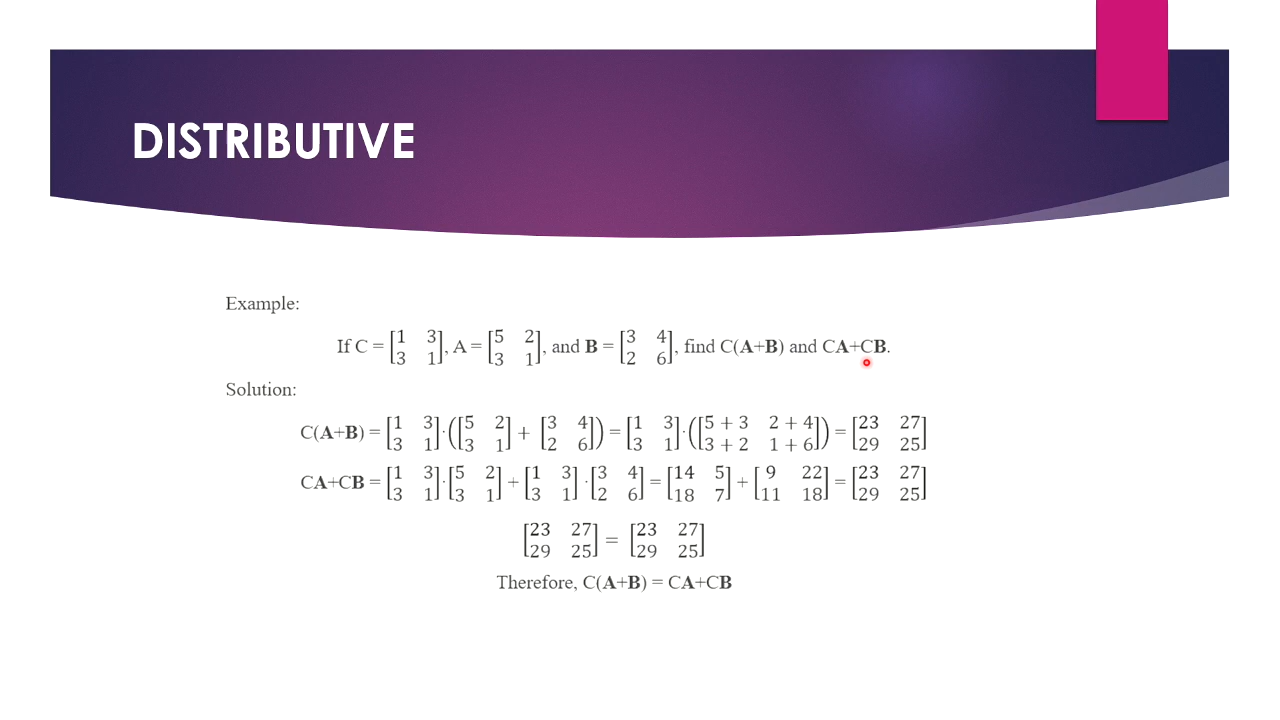 DISTRIBUTIVE
Example:
If C = [1 3; 3 1], A = [5 2; 3 1], and B = [3 4; 2 6], find C(A+B) and CA+CB.
Solution:
C(A+B) = [1 3; 3 1]·([5 2; 3 1] + [3 4; 2 6]) = [1 3; 3 1]·([5 + 3 2 + 4; 3 + 2 1 + 6]) = [23 27; 29 25]
CA+CB = [1 3; 3 1]·[5 2; 3 1] + [1 3; 3 1]·[3 4; 2 6] = [14 5; 18 7] + [9 22; 11 18] = [23 27; 29 25]
[23 27; 29 25] = [23 27; 29 25]
Therefore, C(A+B) = CA+CB